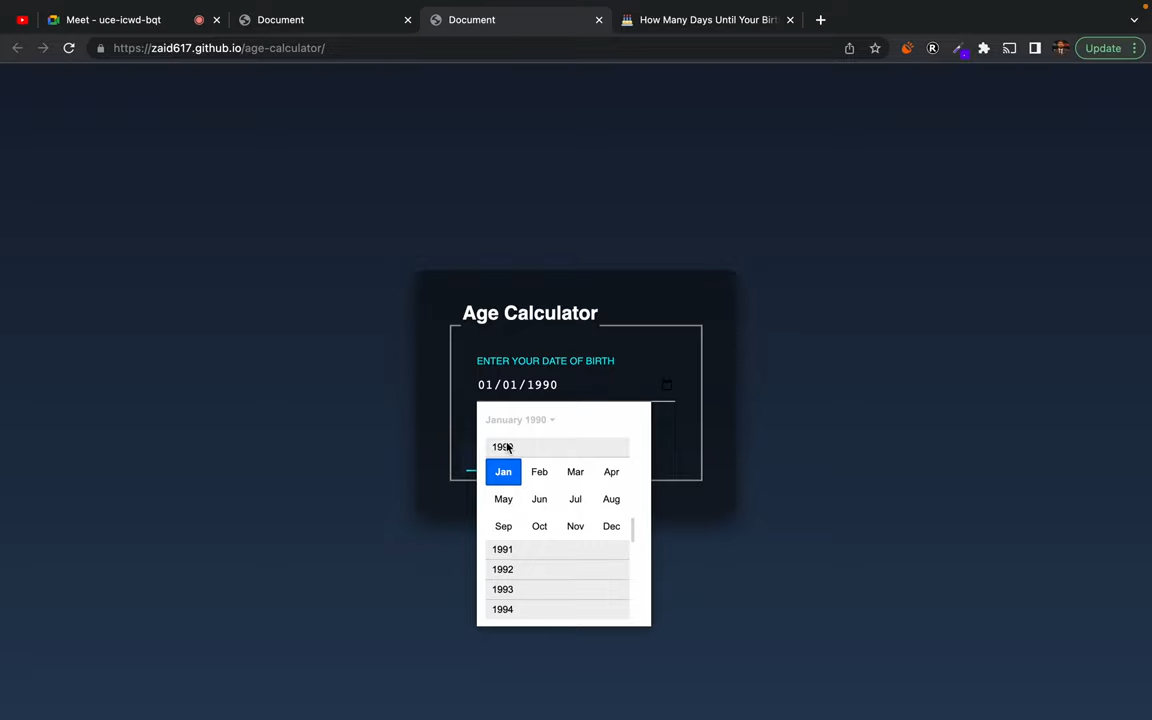 Meet - uce-icwd-bqt
Document
Document
How Many Days Until Your Birt
https://zaid617.github.io/age-calculator/
Update
Age Calculator
ENTER YOUR DATE OF BIRTH
01/01/1990
January 1990
1990
Jan Feb Mar Apr
May Jun Jul Aug
Sep Oct Nov Dec
1991
1992
1993
1994